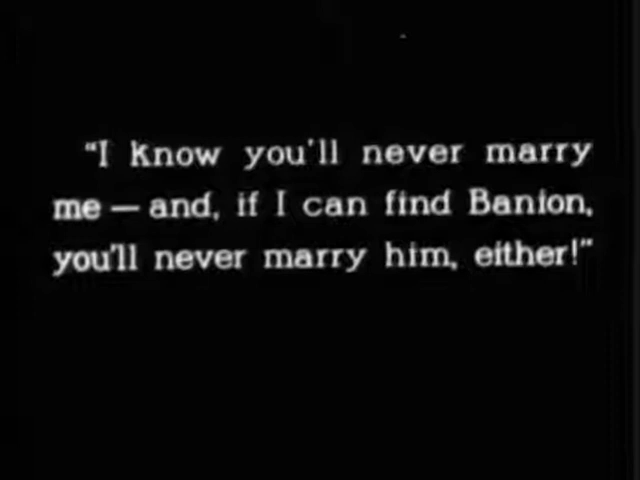 "I know you'll never marry
me — and, if I can find Banion,
you'll never marry him, either!"